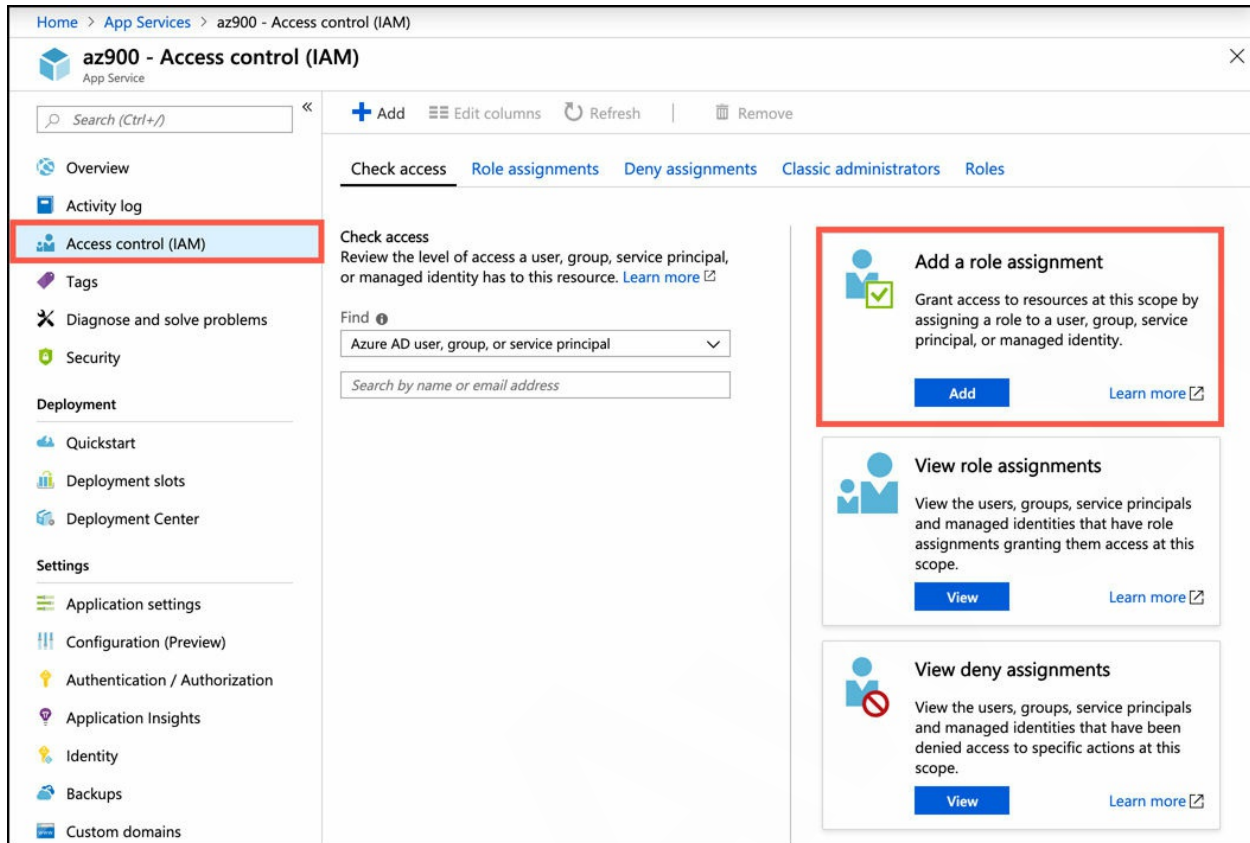 Home > App Services > az900 - Access control (IAM)
az900 - Access control (IAM)
App Service
Search (Ctrl+/)
Overview
Activity log
Access control (IAM)
Tags
Diagnose and solve problems
Security
Deployment
Quickstart
Deployment slots
Deployment Center
Settings
Application settings
Configuration (Preview)
Authentication / Authorization
Application Insights
Identity
Backups
Custom domains
Add Edit columns Refresh Remove
Check access Role assignments Deny assignments Classic administrators Roles
Check access
Review the level of access a user, group, service principal,
or managed identity has to this resource. Learn more
Find
Azure AD user, group, or service principal
Search by name or email address
Add a role assignment
Grant access to resources at this scope by
assigning a role to a user, group, service
principal, or managed identity.
Add Learn more
View role assignments
View the users, groups, service principals
and managed identities that have role
assignments granting them access at this
scope.
View Learn more
View deny assignments
View the users, groups, service principals
and managed identities that have been
denied access to specific actions at this
scope.
View Learn more